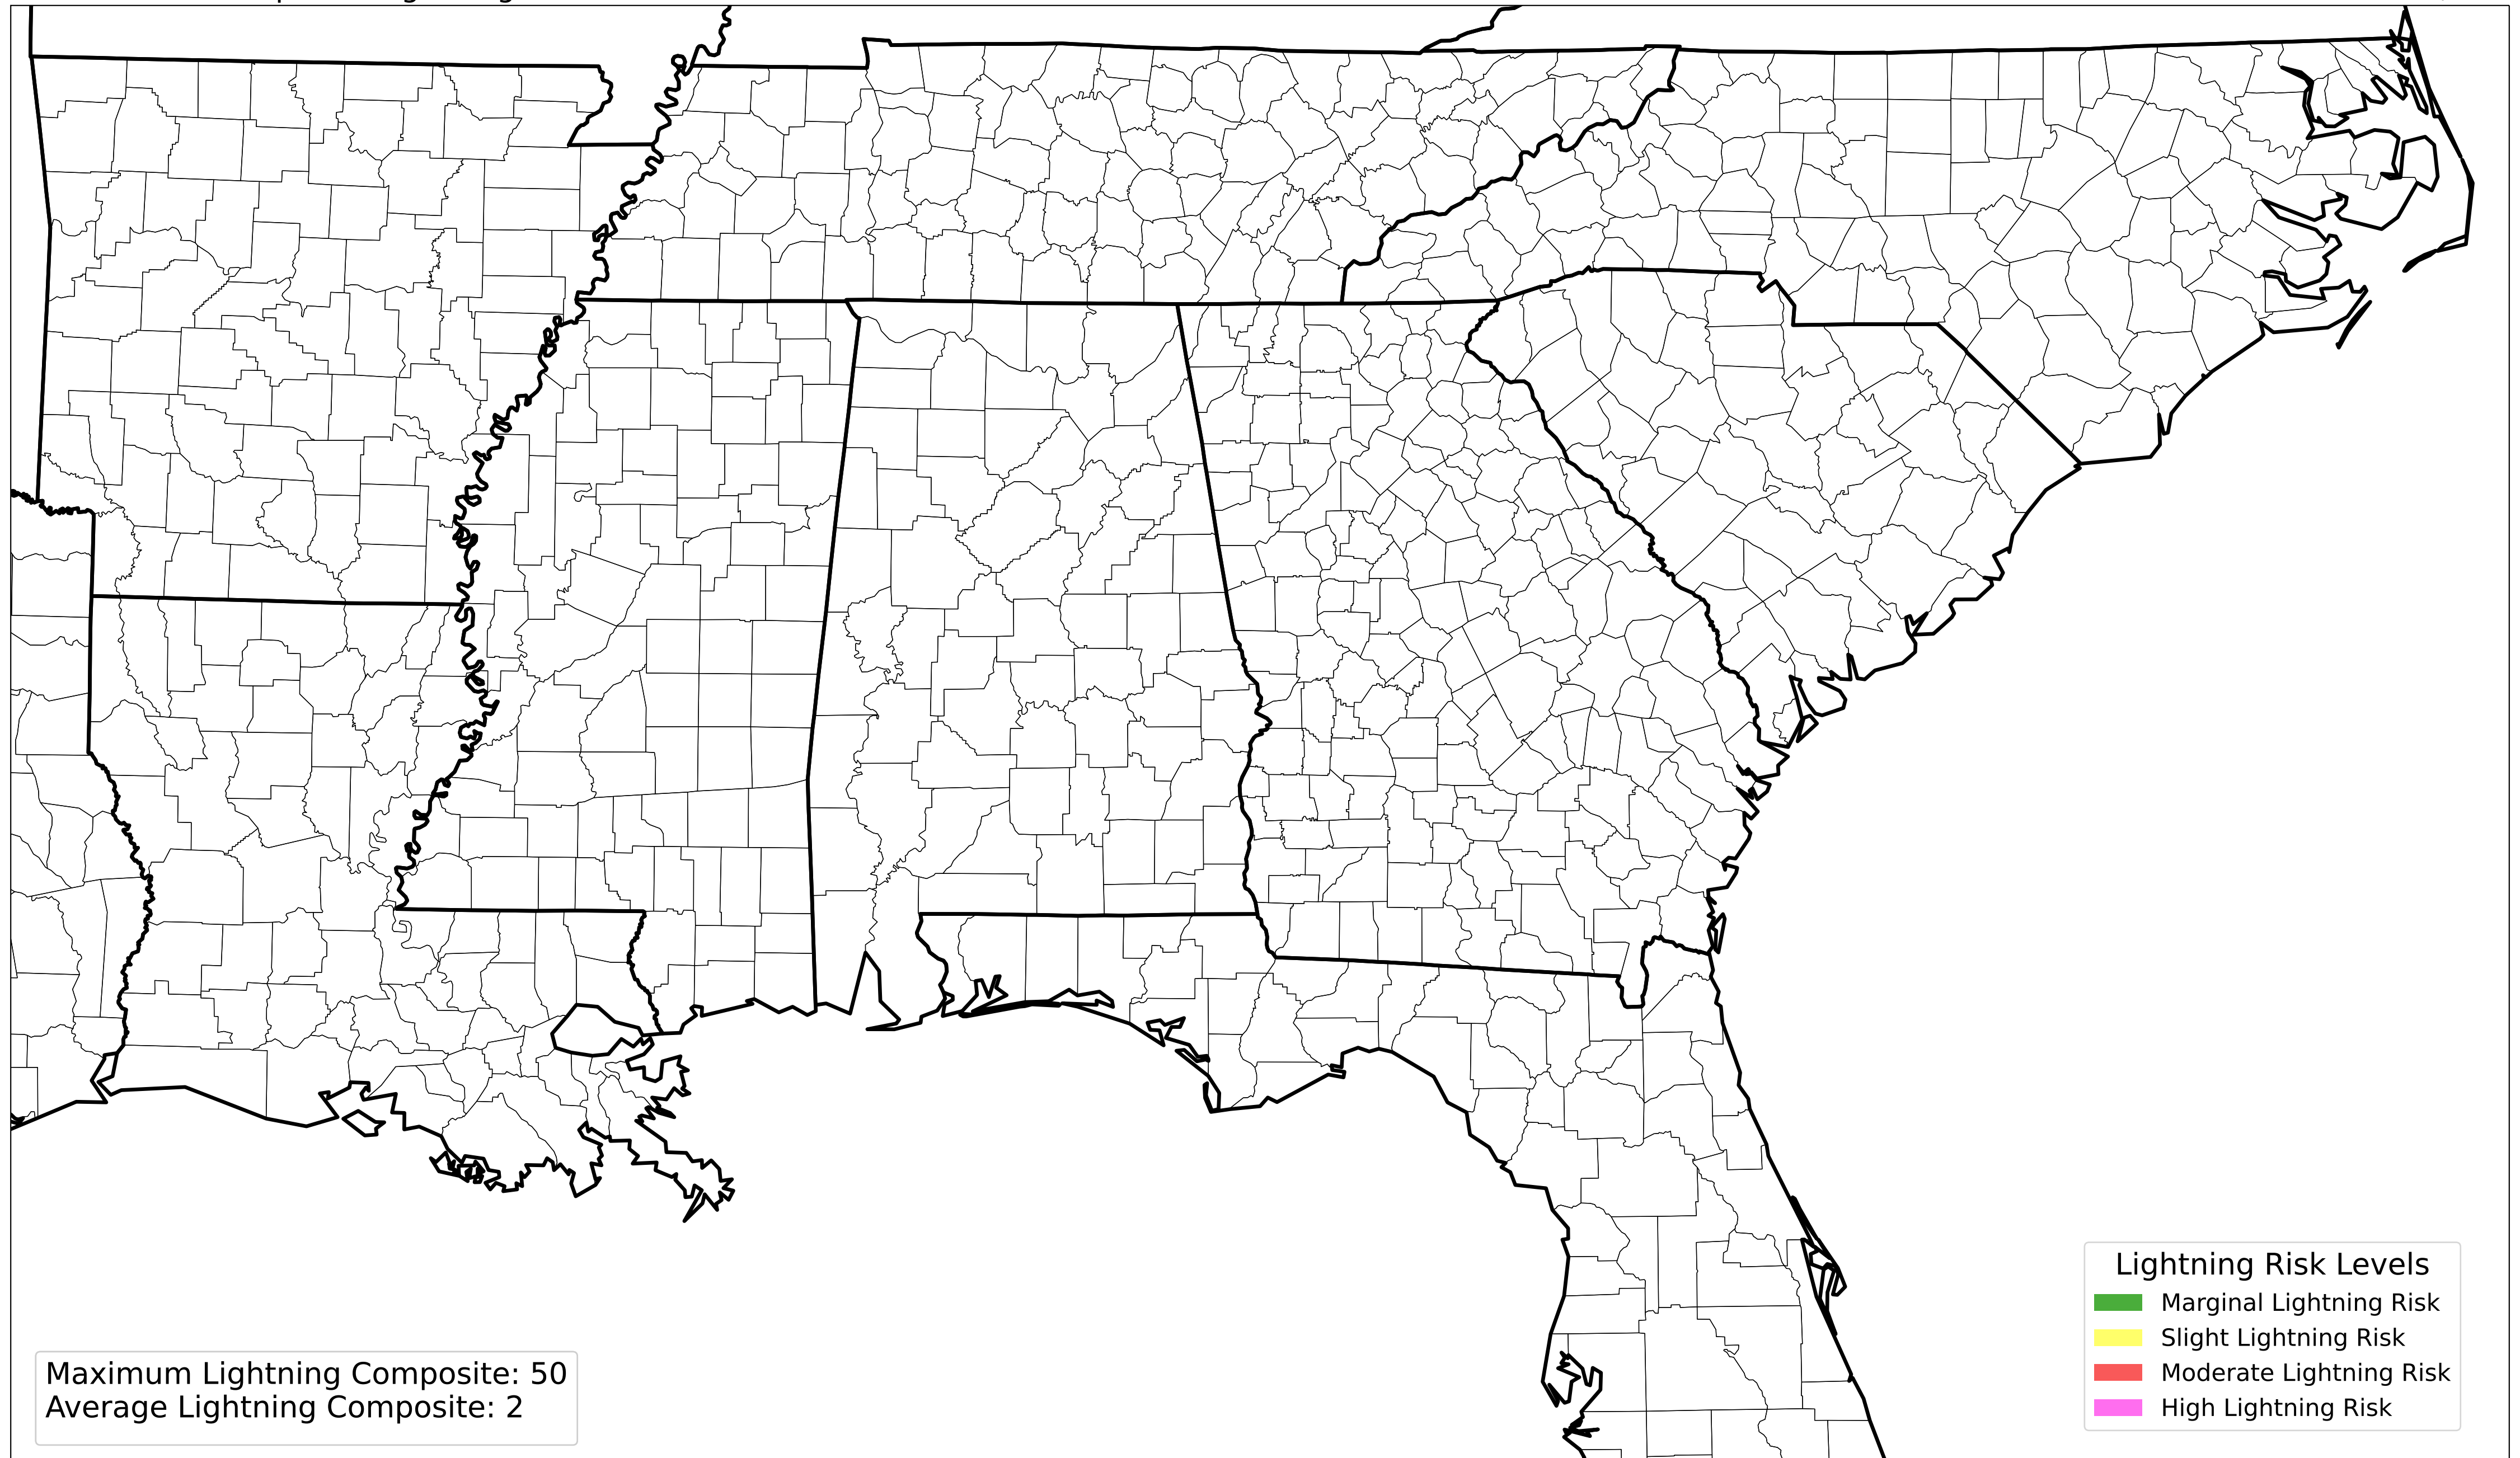 Maximum Lightning Composite: 50
Average Lightning Composite: 2
Lightning Risk Levels
Marginal Lightning Risk
Slight Lightning Risk
Moderate Lightning Risk
High Lightning Risk